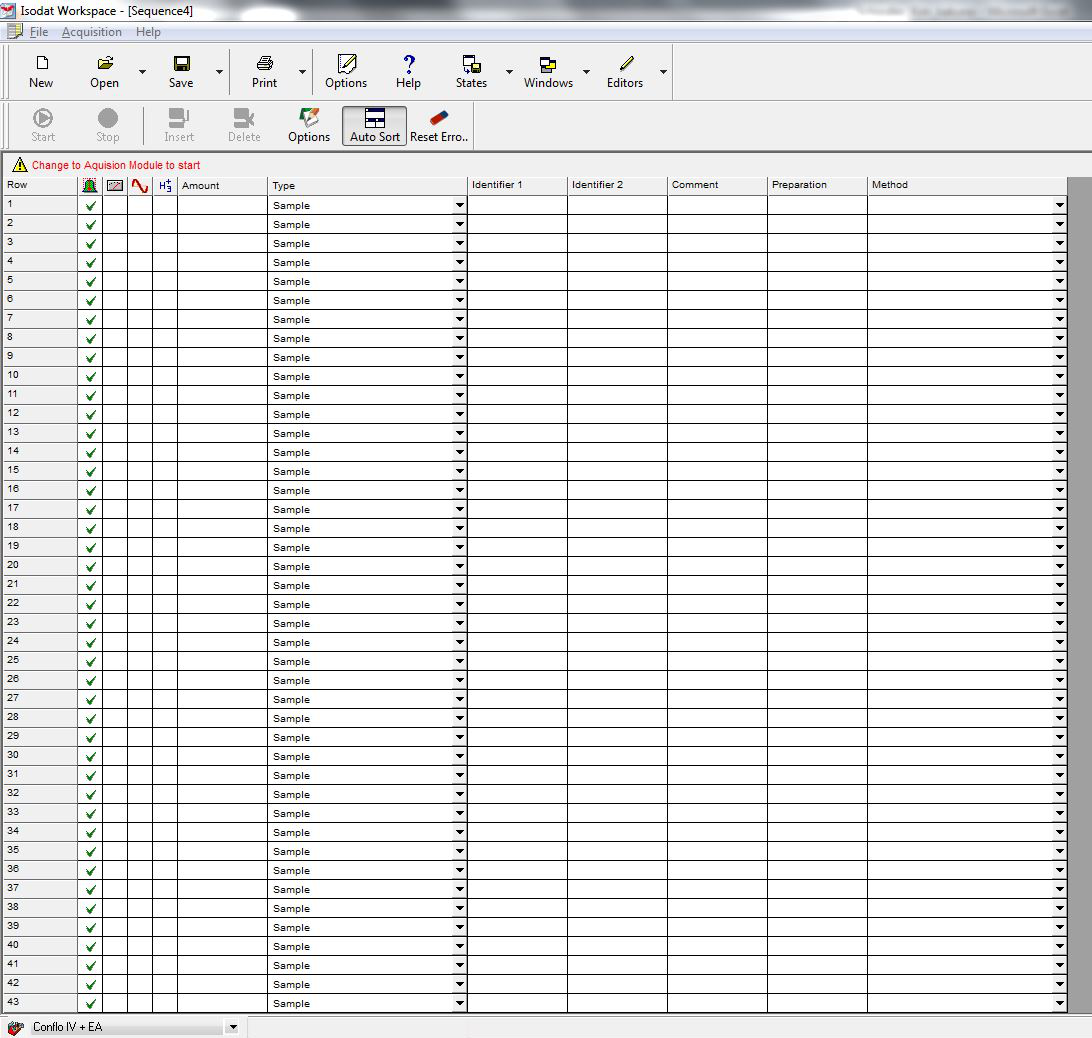 Isodat Workspace - [Sequence4]
File Acquisition Help
New Open Save Print Options Help States Windows Editors
Start Stop Insert Delete Options Auto Sort Reset Erro..
Change to Aquision Module to start
Row H3+ Amount Type Identifier 1 Identifier 2 Comment Preparation Method
1 Sample
2 Sample
3 Sample
4 Sample
5 Sample
6 Sample
7 Sample
8 Sample
9 Sample
10 Sample
11 Sample
12 Sample
13 Sample
14 Sample
15 Sample
16 Sample
17 Sample
18 Sample
19 Sample
20 Sample
21 Sample
22 Sample
23 Sample
24 Sample
25 Sample
26 Sample
27 Sample
28 Sample
29 Sample
30 Sample
31 Sample
32 Sample
33 Sample
34 Sample
35 Sample
36 Sample
37 Sample
38 Sample
39 Sample
40 Sample
41 Sample
42 Sample
43 Sample
Conflo IV + EA